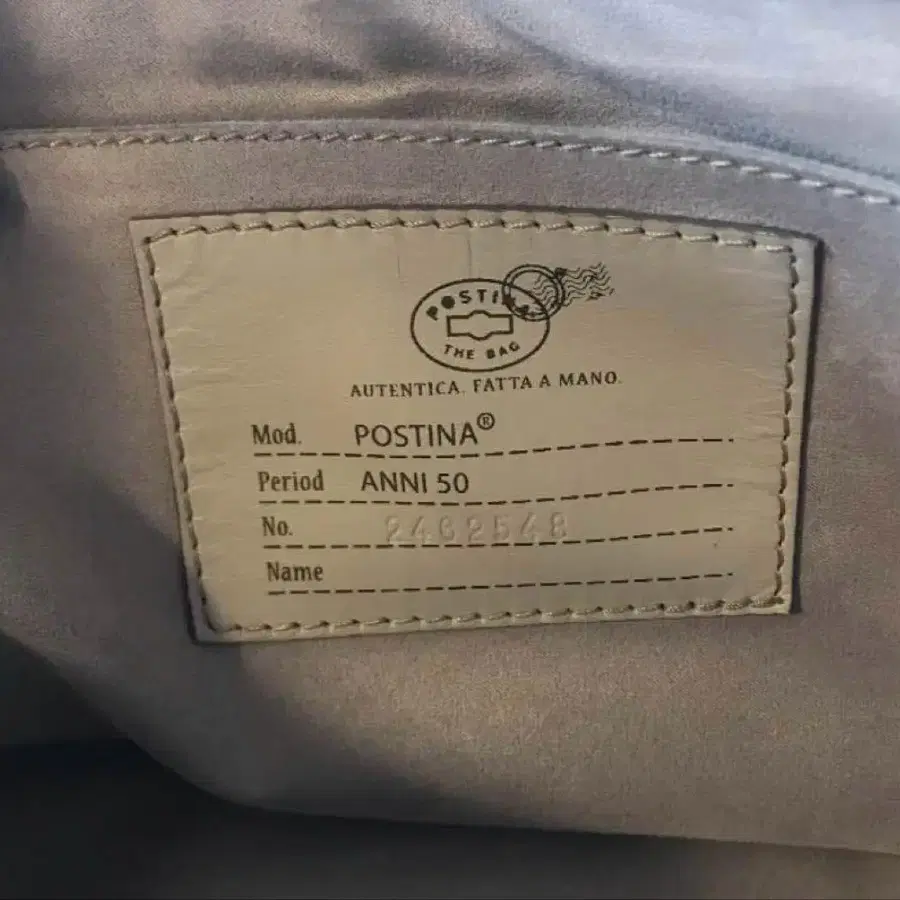 POSTINA
THE BAG
AUTENTICA. FATTA A MANO.
Mod. POSTINA®
Period ANNI 50
No. 2462548
Name